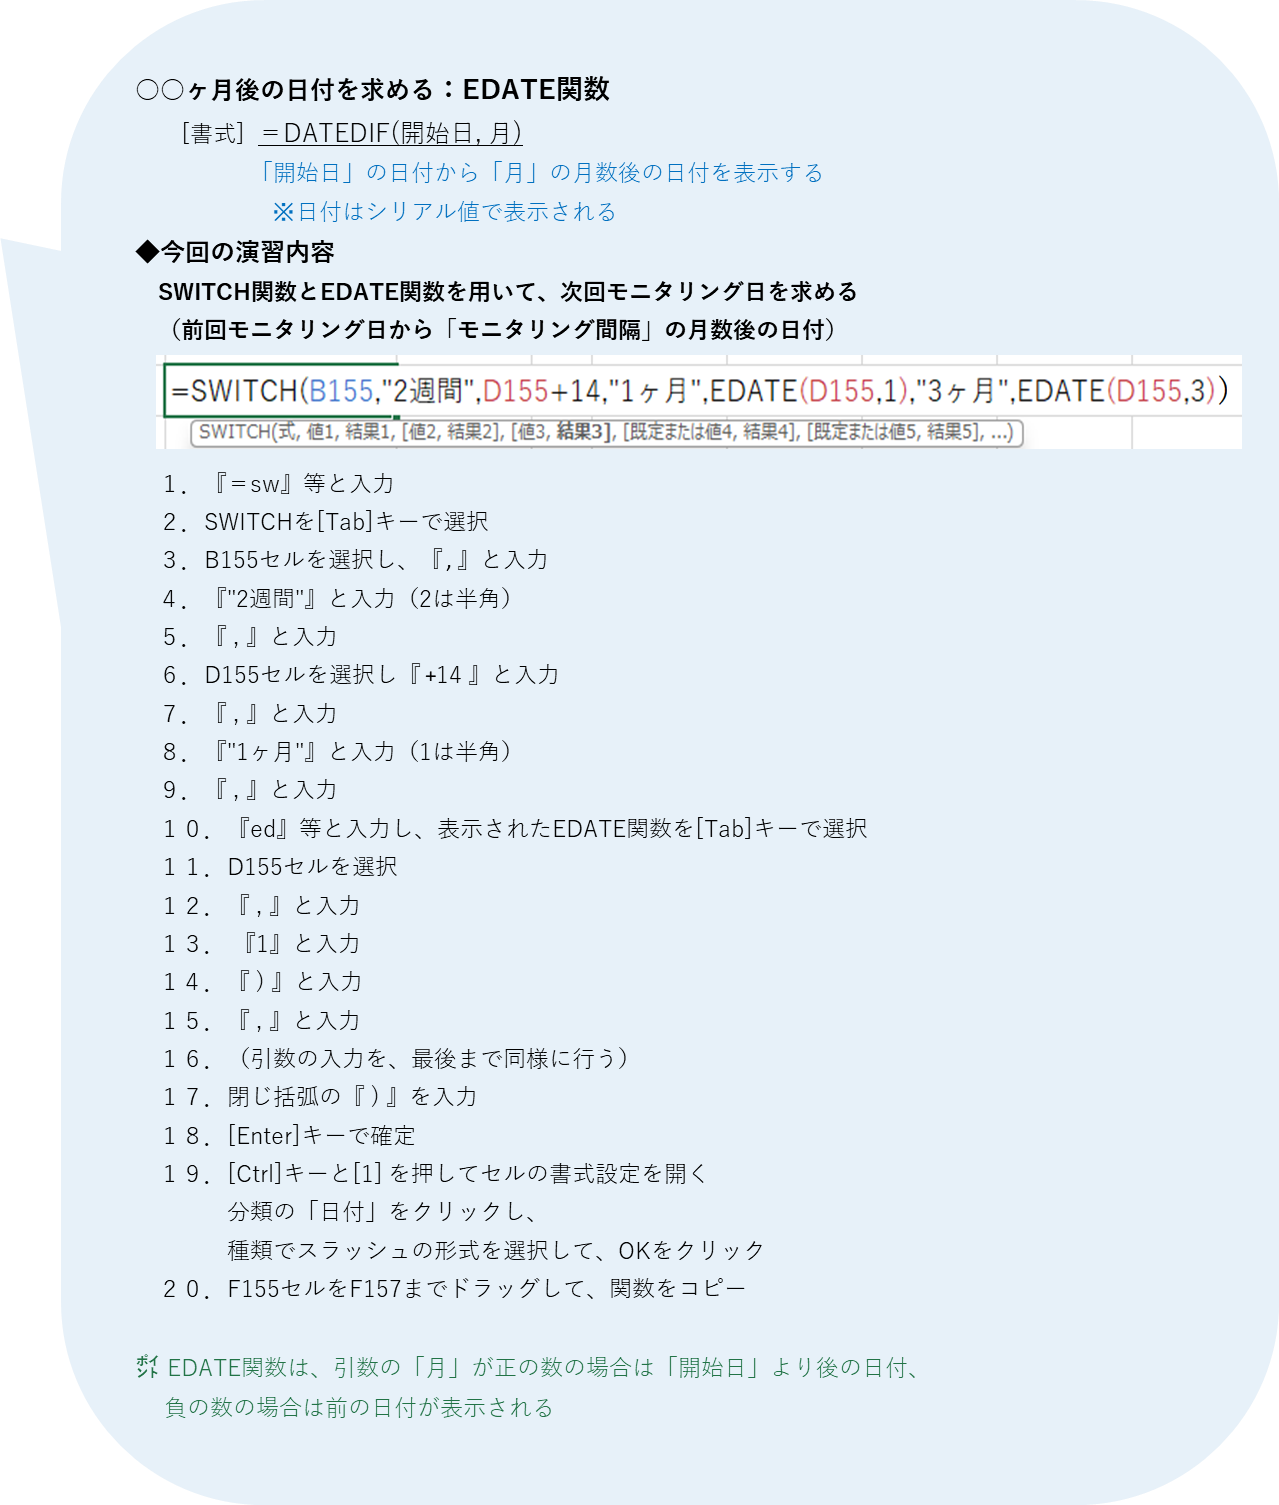 ○○ヶ月後の日付を求める：EDATE関数
[書式] ＝DATEDIF(開始日, 月)
「開始日」の日付から「月」の月数後の日付を表示する
※日付はシリアル値で表示される
◆今回の演習内容
SWITCH関数とEDATE関数を用いて、次回モニタリング日を求める
（前回モニタリング日から「モニタリング間隔」の月数後の日付）
=SWITCH(B155,"2週間",D155+14,"1ヶ月",EDATE(D155,1),"3ヶ月",EDATE(D155,3))
SWITCH(式, 値1, 結果1, [値2, 結果2], [値3, 結果3], [既定または値4, 結果4], [既定または値5, 結果5], ...)
１．『＝sw』等と入力
２．SWITCHを[Tab]キーで選択
３．B155セルを選択し、『 , 』と入力
４．『"2週間"』と入力（2は半角）
５．『 , 』と入力
６．D155セルを選択し『 +14 』と入力
７．『 , 』と入力
８．『"1ヶ月"』と入力（1は半角）
９．『 , 』と入力
１０．『ed』等と入力し、表示されたEDATE関数を[Tab]キーで選択
１１．D155セルを選択
１２．『 , 』と入力
１３．『1』と入力
１４．『 ) 』と入力
１５．『 , 』と入力
１６．（引数の入力を、最後まで同様に行う）
１７．閉じ括弧の『 ) 』を入力
１８．[Enter]キーで確定
１９．[Ctrl]キーと[1] を押してセルの書式設定を開く
分類の「日付」をクリックし、
種類でスラッシュの形式を選択して、OKをクリック
２０．F155セルをF157までドラッグして、関数をコピー
㌽ EDATE関数は、引数の「月」が正の数の場合は「開始日」より後の日付、
負の数の場合は前の日付が表示される